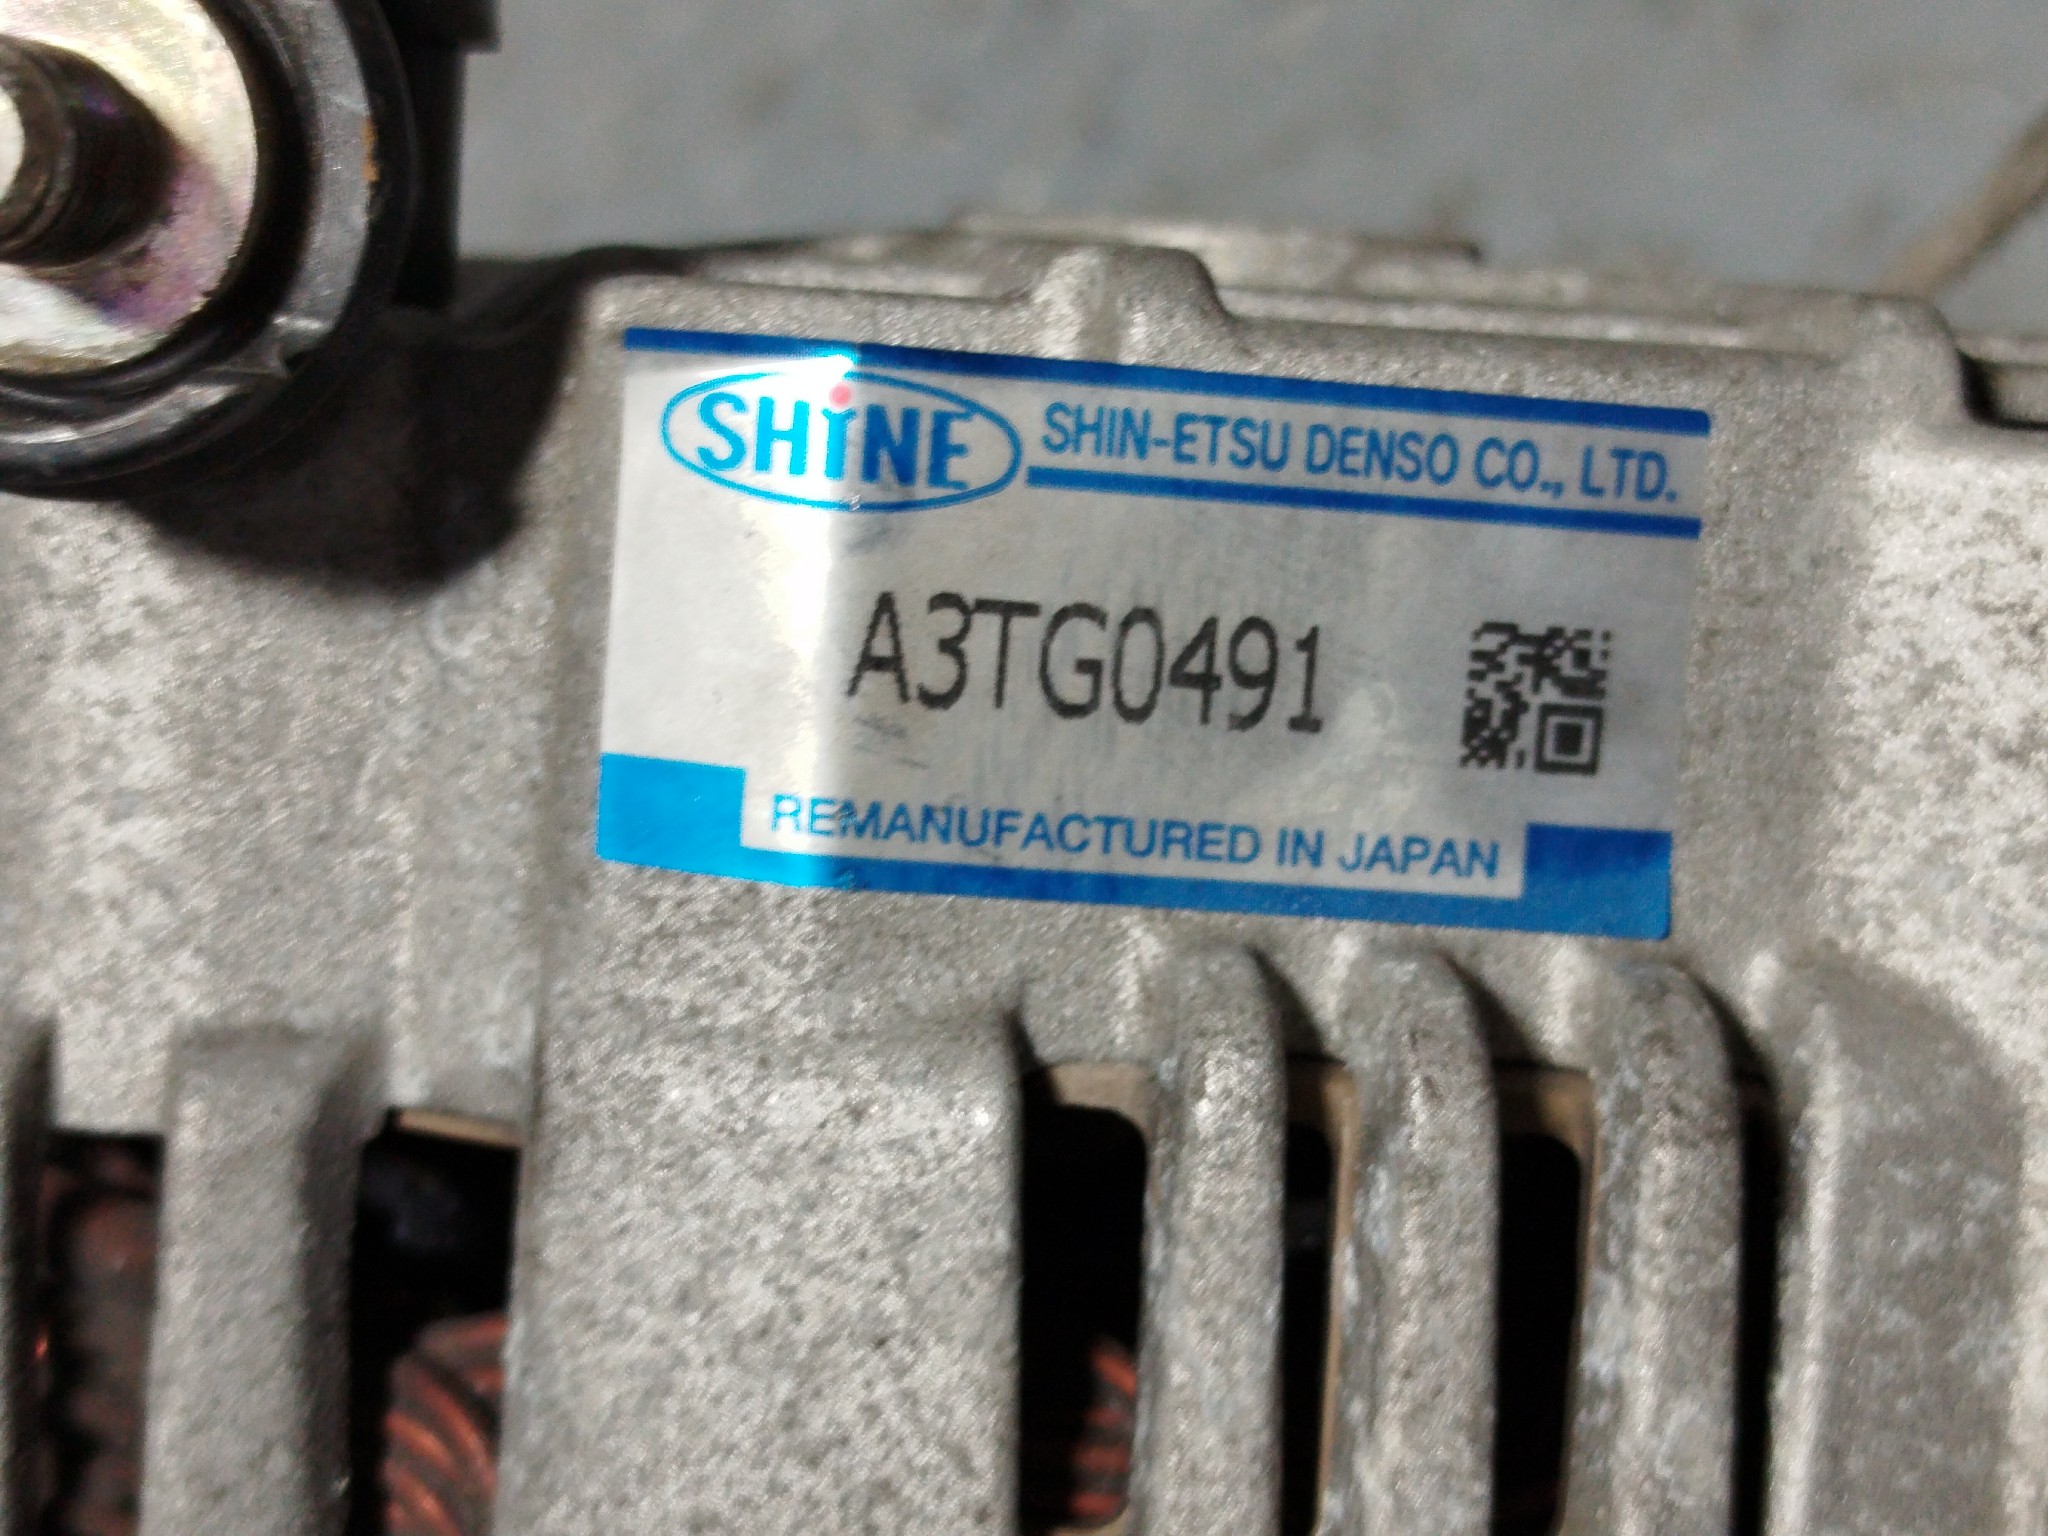 SHiNE
SHIN-ETSU DENSO CO., LTD.
A3TG0491
REMANUFACTURED IN JAPAN